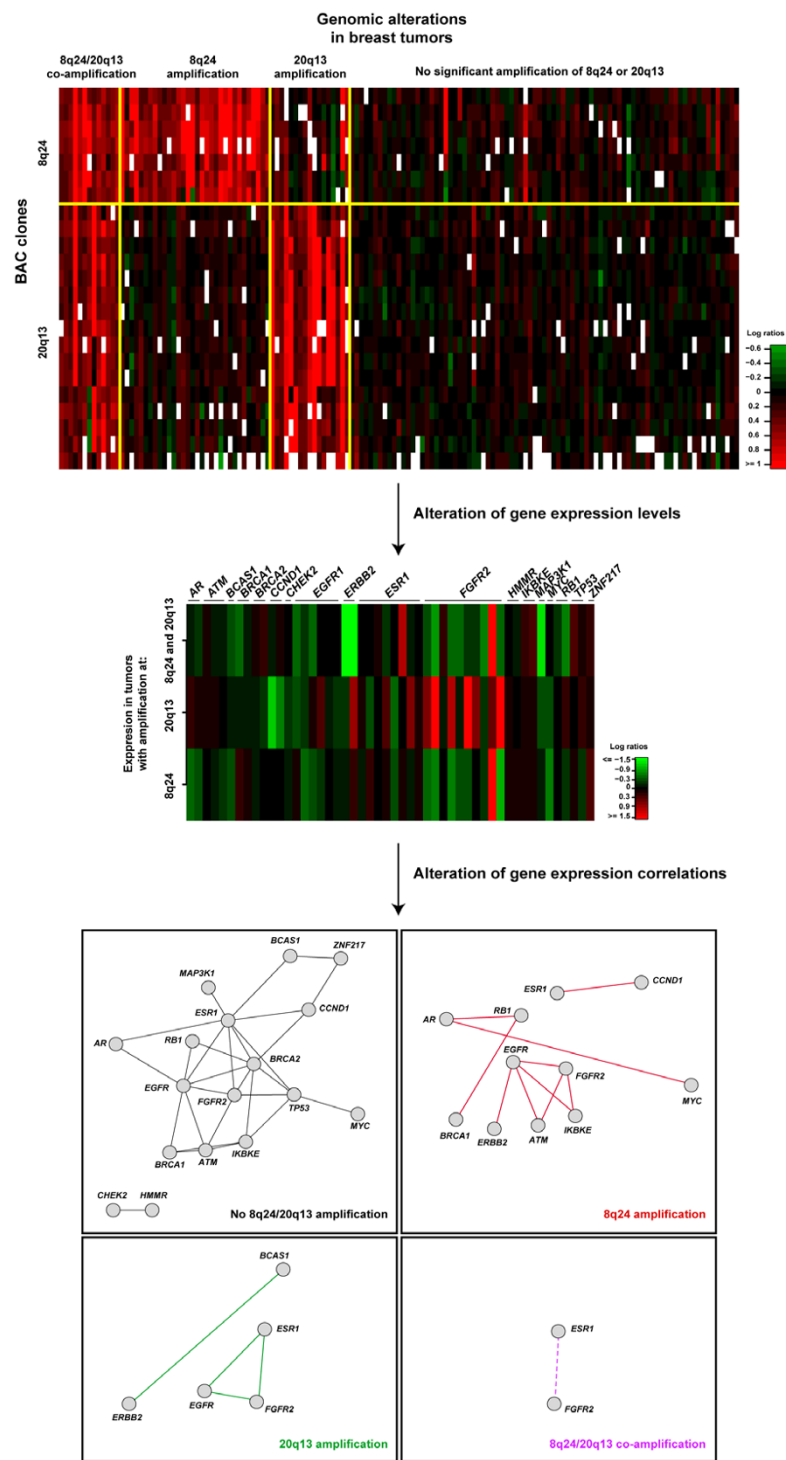 Genomic alterations
in breast tumors
8q24/20q13
co-amplification
8q24
amplification
20q13
amplification
No significant amplification of 8q24 or 20q13
BAC clones
8q24
20q13
Log ratios
−0.6
−0.4
−0.2
0
0.2
0.4
0.6
0.8
>= 1
Alteration of gene expression levels
AR
ATM
BCAS1
BRCA1
BRCA2
CCND1
CHEK2
EGFR1
ERBB2
ESR1
FGFR2
HMMR
IKBKE
MAP3K1
MYC
RB1
TP53
ZNF217
Exppression in tumors
with amplification at:
8q24 and 20q13
20q13
8q24
Log ratios
<= −1.5
−0.9
−0.3
0
0.3
0.9
>= 1.5
Alteration of gene expression correlations
BCAS1
ZNF217
MAP3K1
CCND1
ESR1
AR
RB1
BRCA2
EGFR
FGFR2
TP53
MYC
BRCA1
ATM
IKBKE
CHEK2
HMMR
No 8q24/20q13 amplification
ESR1
CCND1
AR
RB1
EGFR
FGFR2
MYC
BRCA1
ERBB2
ATM
IKBKE
8q24 amplification
BCAS1
ESR1
EGFR
FGFR2
ERBB2
20q13 amplification
ESR1
FGFR2
8q24/20q13 co-amplification